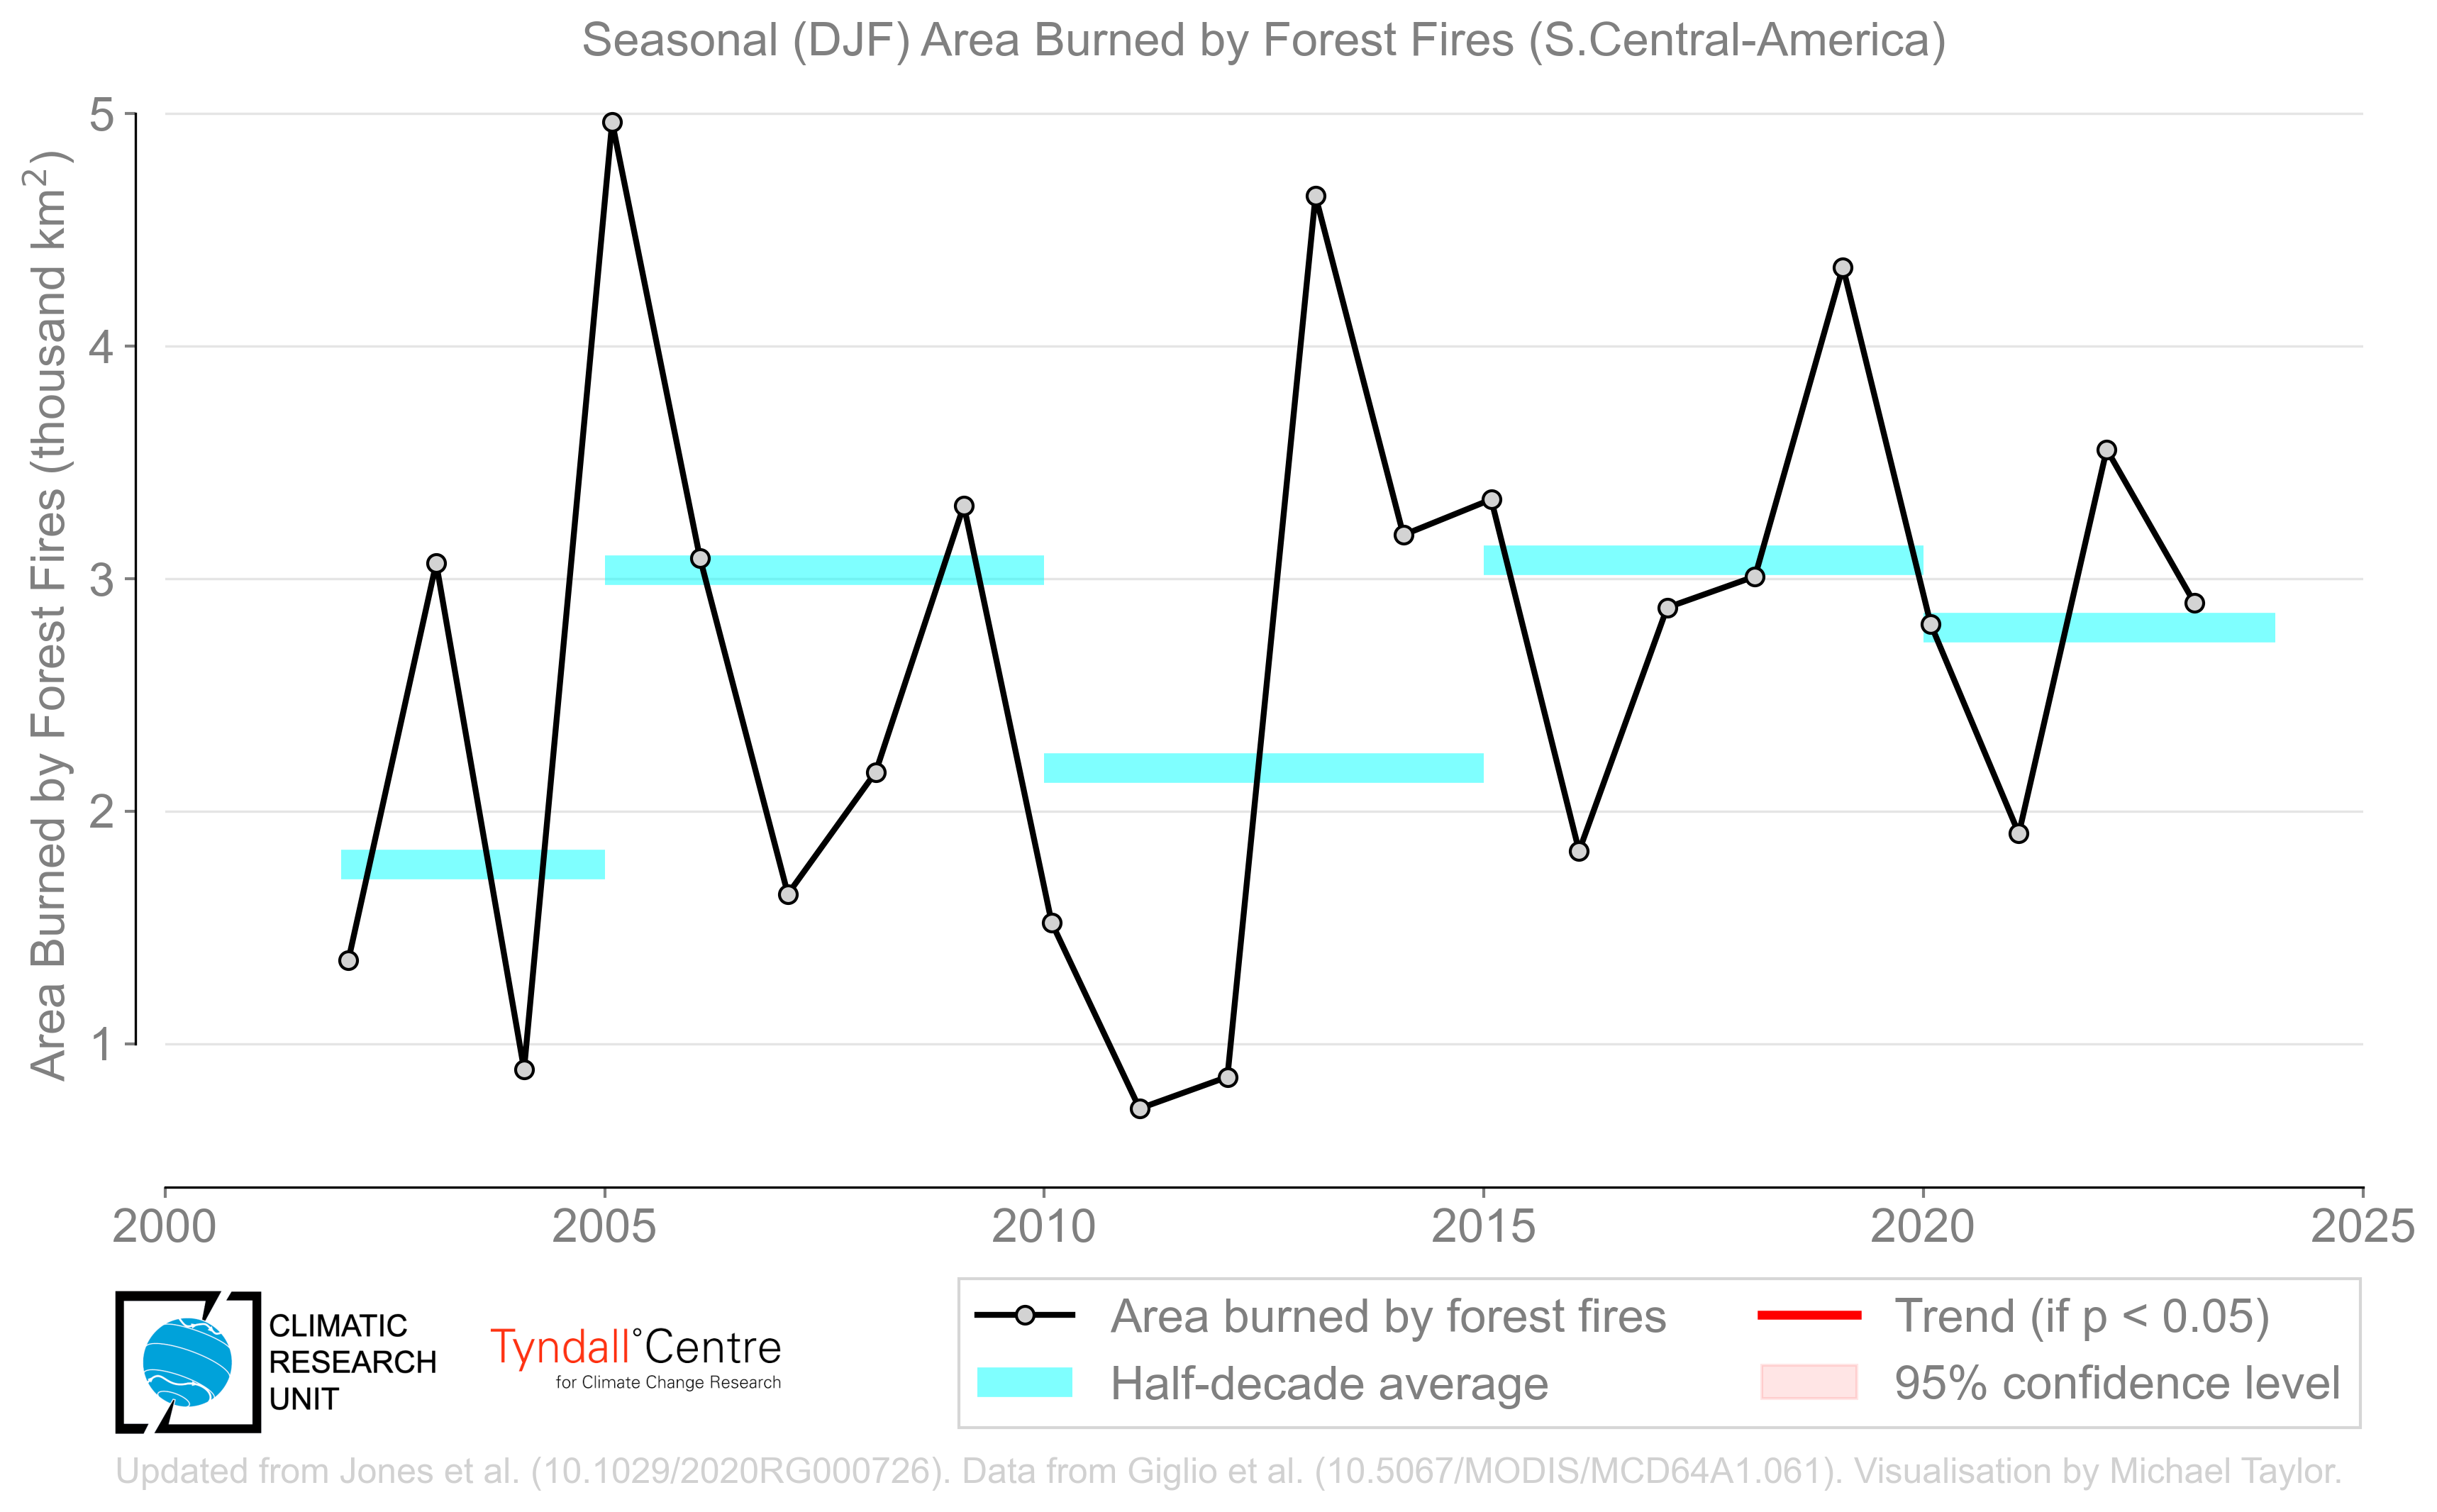 Seasonal (DJF) Area Burned by Forest Fires (S.Central-America)
Area Burned by Forest Fires (thousand km²)
5
4
3
2
1
2000 2005 2010 2015 2020 2025
CLIMATIC
RESEARCH
UNIT
Tyndall°Centre
for Climate Change Research
Area burned by forest fires
Half-decade average
Trend (if p < 0.05)
95% confidence level
Updated from Jones et al. (10.1029/2020RG000726). Data from Giglio et al. (10.5067/MODIS/MCD64A1.061). Visualisation by Michael Taylor.